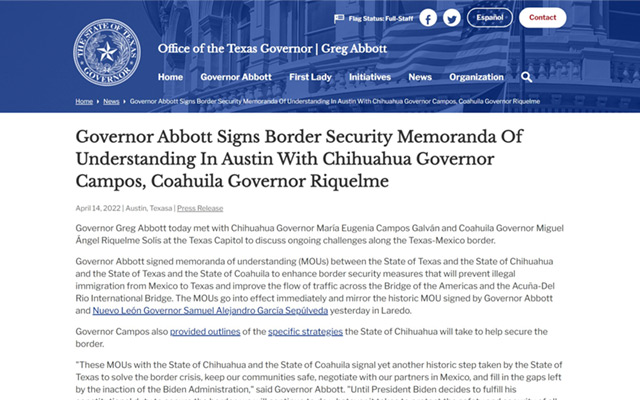 Flag Status: Full-Staff
Español
Contact
THE STATE OF TEXAS
GOVERNOR
Office of the Texas Governor | Greg Abbott
Home Governor Abbott First Lady Initiatives News Organization
Home News Governor Abbott Signs Border Security Memoranda Of Understanding In Austin With Chihuahua Governor Campos, Coahuila Governor Riquelme
Governor Abbott Signs Border Security Memoranda Of
Understanding In Austin With Chihuahua Governor
Campos, Coahuila Governor Riquelme
April 14, 2022 | Austin, Texasa | Press Release
Governor Greg Abbott today met with Chihuahua Governor María Eugenia Campos Galván and Coahuila Governor Miguel
Ángel Riquelme Solís at the Texas Capitol to discuss ongoing challenges along the Texas-Mexico border.
Governor Abbott signed memoranda of understanding (MOUs) between the State of Texas and the State of Chihuahua
and the State of Texas and the State of Coahuila to enhance border security measures that will prevent illegal
immigration from Mexico to Texas and improve the flow of traffic across the Bridge of the Americas and the Acuña-Del
Rio International Bridge. The MOUs go into effect immediately and mirror the historic MOU signed by Governor Abbott
and Nuevo León Governor Samuel Alejandro García Sepúlveda yesterday in Laredo.
Governor Campos also provided outlines of the specific strategies the State of Chihuahua will take to help secure the
border.
"These MOUs with the State of Chihuahua and the State of Coahuila signal yet another historic step taken by the State of
Texas to solve the border crisis, keep our communities safe, negotiate with our partners in Mexico, and fill in the gaps left
by the inaction of the Biden Administration," said Governor Abbott. "Until President Biden decides to fulfill his